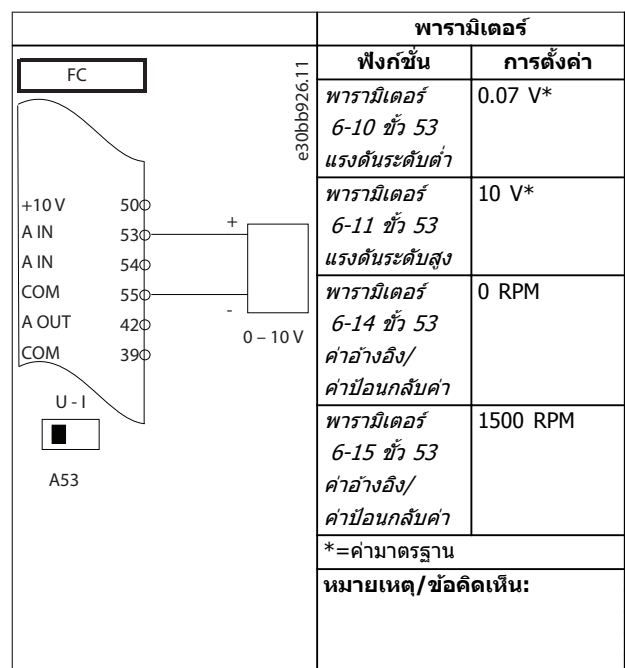 FC
e30bb926.11
+10 V 50
A IN 53
A IN 54
COM 55
A OUT 42
COM 39
+
-
0 – 10 V
U - I
A53
พารามิเตอร์
ฟังก์ชั่น การตั้งค่า
พารามิเตอร์ 0.07 V*
6-10 ขั้ว 53
แรงดันระดับต่ำ
พารามิเตอร์ 10 V*
6-11 ขั้ว 53
แรงดันระดับสูง
พารามิเตอร์ 0 RPM
6-14 ขั้ว 53
ค่าอ้างอิง/
ค่าป้อนกลับค่า
พารามิเตอร์ 1500 RPM
6-15 ขั้ว 53
ค่าอ้างอิง/
ค่าป้อนกลับค่า
*=ค่ามาตรฐาน
หมายเหตุ/ข้อคิดเห็น: